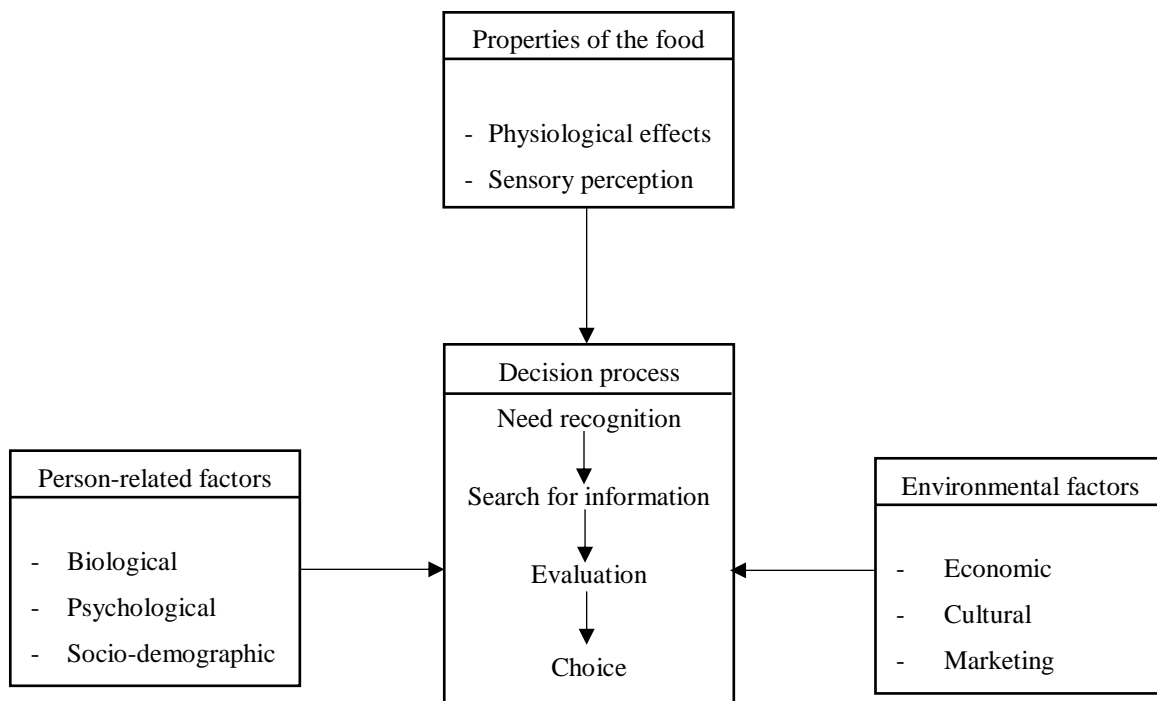 Properties of the food
- Physiological effects
- Sensory perception
Decision process
Need recognition
Search for information
Evaluation
Choice
Person-related factors
- Biological
- Psychological
- Socio-demographic
Environmental factors
- Economic
- Cultural
- Marketing